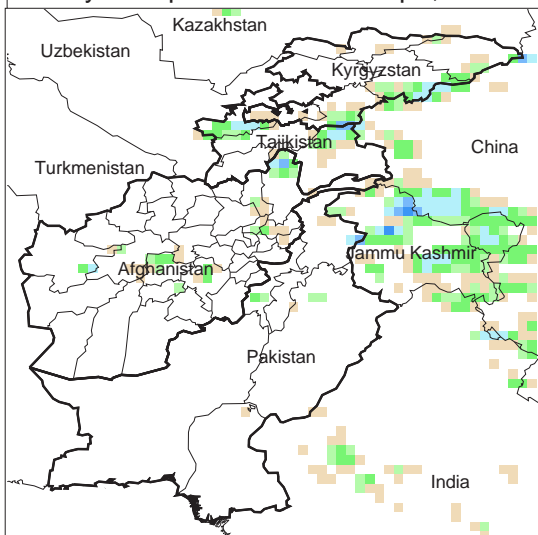 Kazakhstan
Uzbekistan
Kyrgyzstan
Tajikistan
China
Turkmenistan
Jammu Kashmir
Afghanistan
Pakistan
India